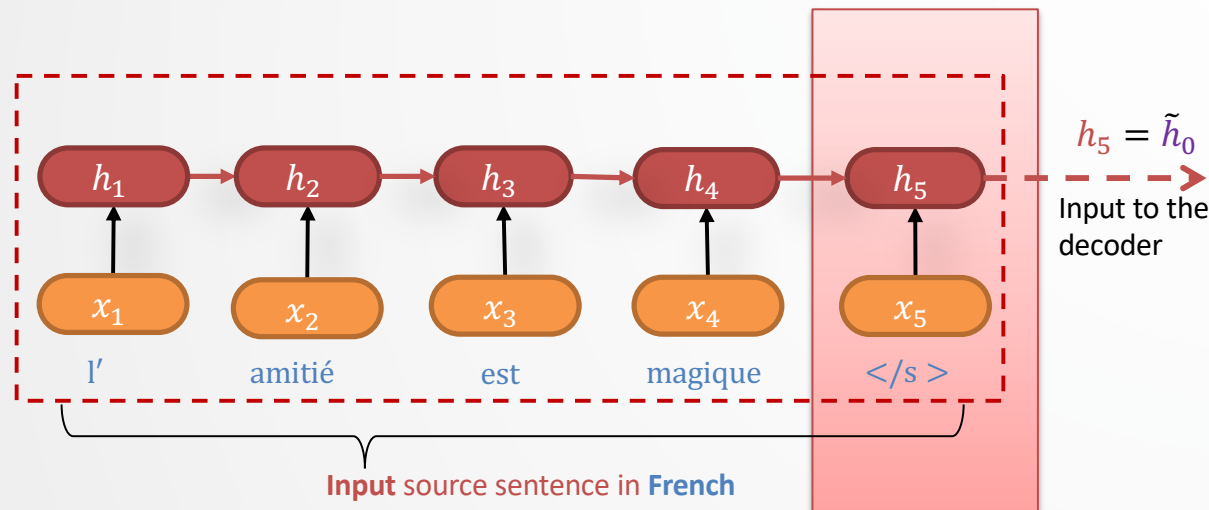 h₅ = h̃₀
h₁ h₂ h₃ h₄ h₅
Input to the
decoder
x₁ x₂ x₃ x₄ x₅
l′ amitié est magique </s >
Input source sentence in French